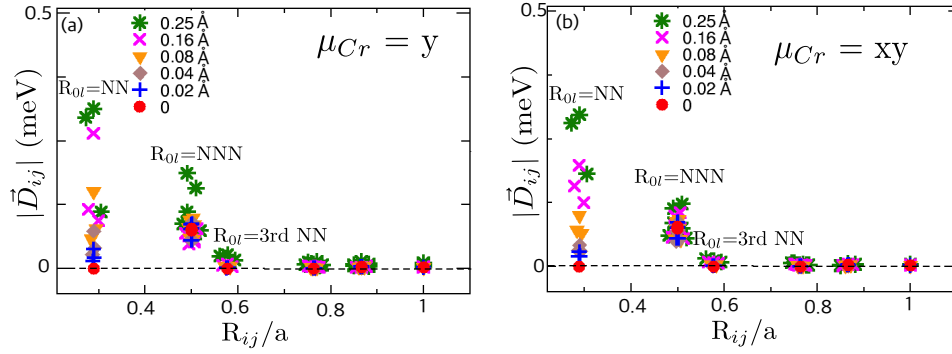 (a)
0.5
0.25 Å
0.16 Å
0.08 Å
0.04 Å
0.02 Å
0
μ_Cr = y
R_0l=NN
R_0l=NNN
R_0l=3rd NN
|D⃗_ij| (meV)
0
0.4
0.6
0.8
1
R_ij/a
(b)
0.5
0.25 Å
0.16 Å
0.08 Å
0.04 Å
0.02 Å
0
μ_Cr = xy
R_0l=NN
R_0l=NNN
R_0l=3rd NN
|D⃗_ij| (meV)
0
0.4
0.6
0.8
1
R_ij/a